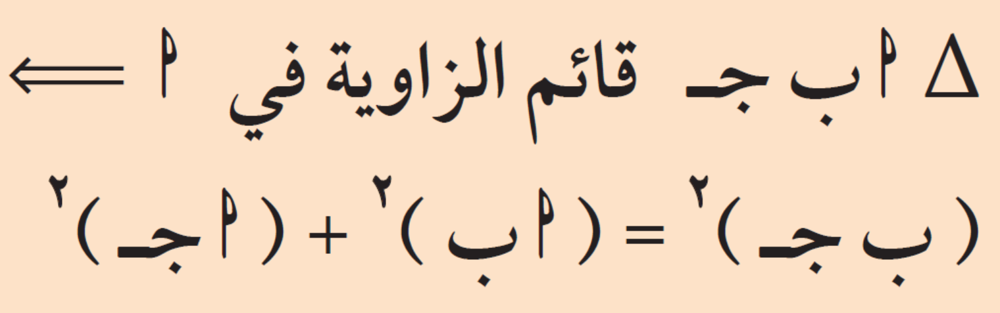 Δ أ ب جـ قائم الزاوية في أ ⟸
(ب جـ)٢ = (أ ب)٢ + (أ جـ)٢